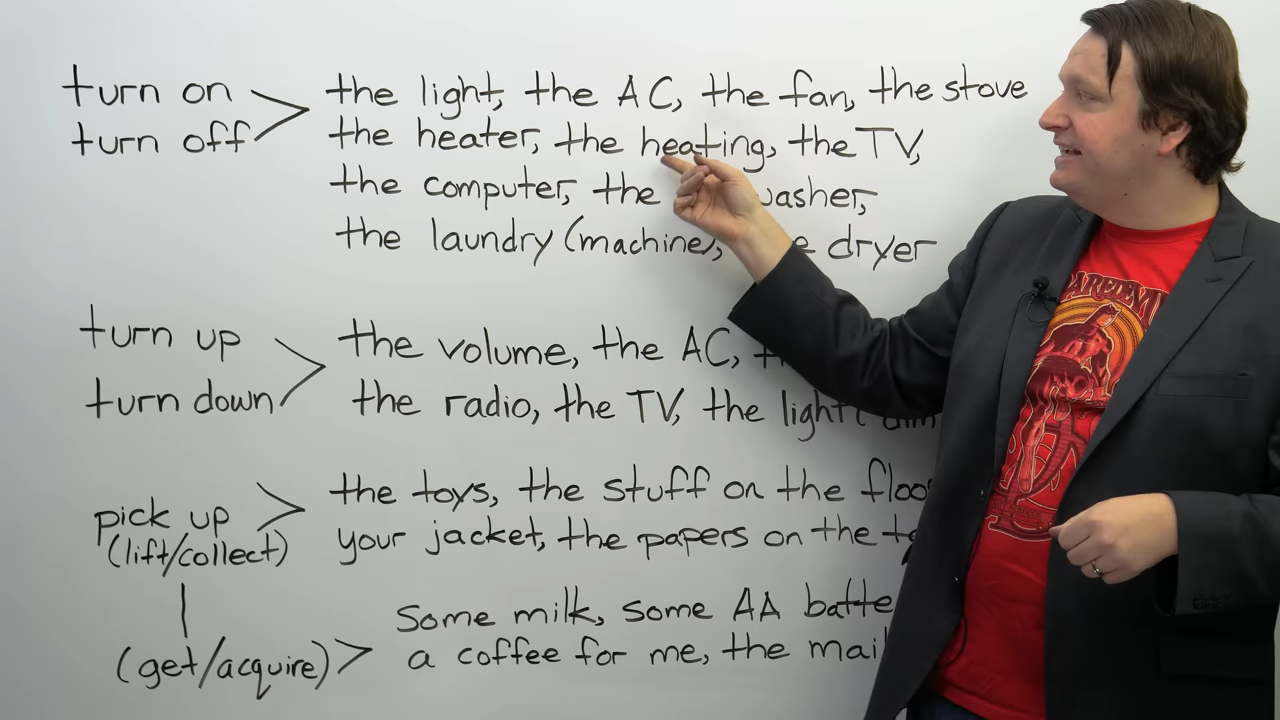 turn on > the light, the AC, the fan, the stove
turn off the heater, the heating, the TV,
the computer, the washer,
the laundry (machine), dryer
turn up > the volume, the AC,
turn down the radio, the TV, the light
pick up > the toys, the stuff on the
(lift/collect) your jacket, the papers on the
some milk, some AA
(get/acquire) > a coffee for me, the